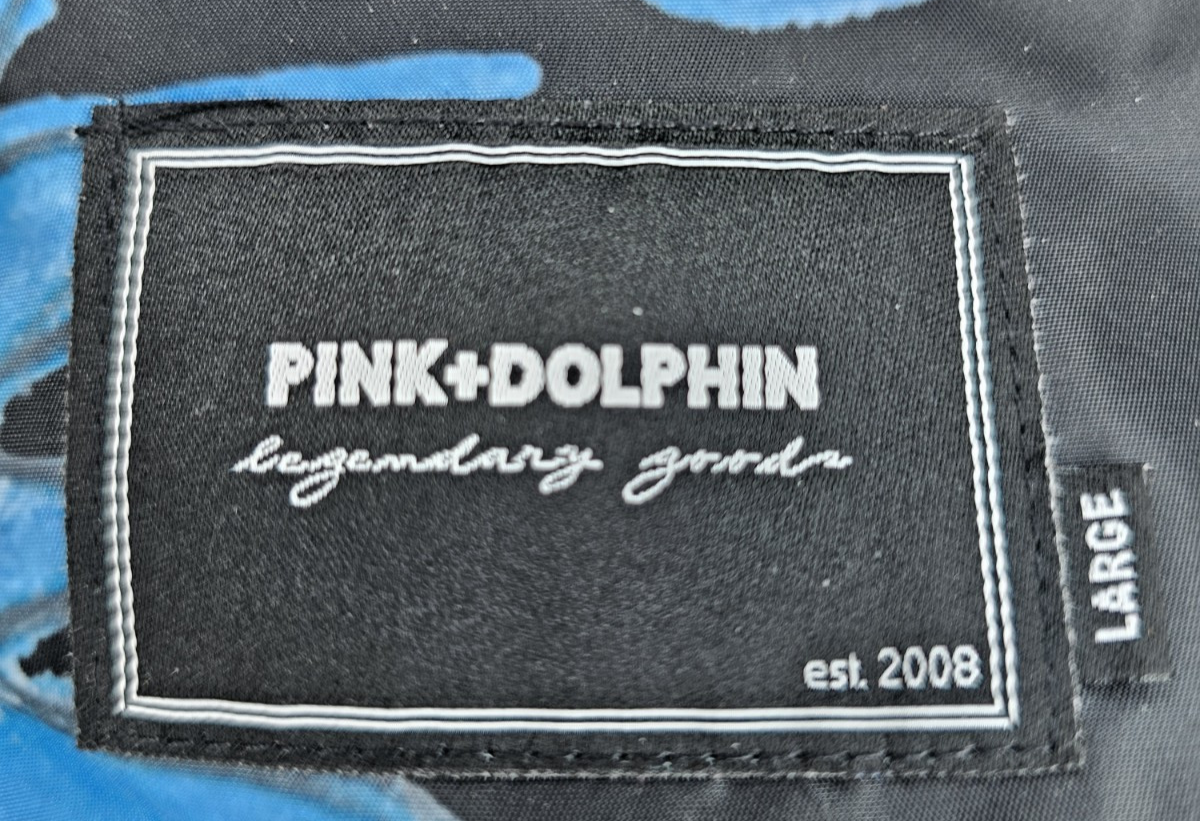 PINK+DOLPHIN
legendary goods
est. 2008
LARGE